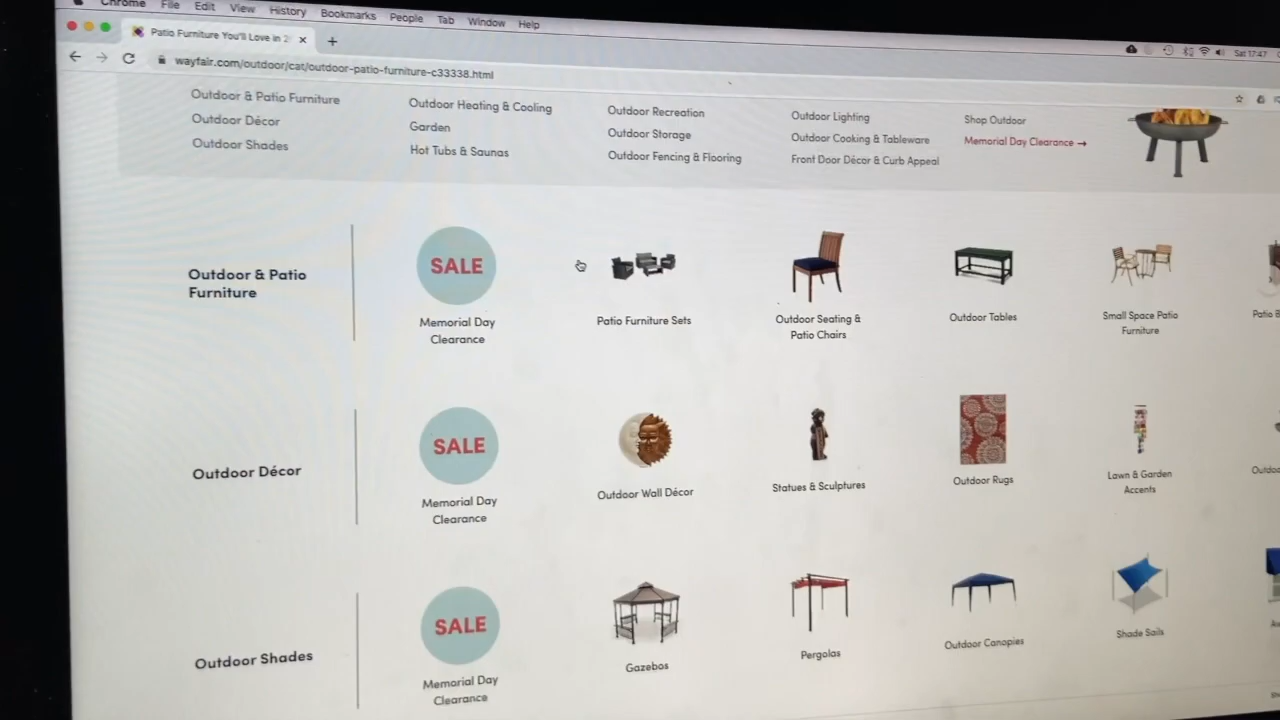 Chrome File Edit View History Bookmarks People Tab Window Help
Sat 17:47
Patio Furniture You'll Love in 2
wayfair.com/outdoor/cat/outdoor-patio-furniture-c33338.html
Outdoor & Patio Furniture
Outdoor Décor
Outdoor Shades
Outdoor Heating & Cooling
Garden
Hot Tubs & Saunas
Outdoor Recreation
Outdoor Storage
Outdoor Fencing & Flooring
Outdoor Lighting
Outdoor Cooking & Tableware
Front Door Décor & Curb Appeal
Shop Outdoor
Memorial Day Clearance →
Outdoor & Patio
Furniture
SALE
Memorial Day
Clearance
Patio Furniture Sets
Outdoor Seating &
Patio Chairs
Outdoor Tables
Small Space Patio
Furniture
Patio
Outdoor Décor
SALE
Memorial Day
Clearance
Outdoor Wall Décor
Statues & Sculptures
Outdoor Rugs
Lawn & Garden
Accents
Outdoor Shades
SALE
Memorial Day
Clearance
Gazebos
Pergolas
Outdoor Canopies
Shade Sails